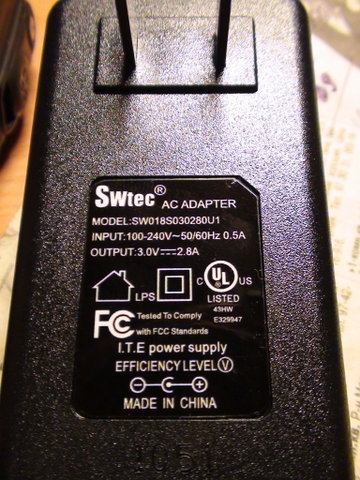 SWtec® AC ADAPTER
MODEL:SW018S030280U1
INPUT:100-240V~50/60Hz 0.5A
OUTPUT:3.0V⎓2.8A
LPS
C UL US
LISTED
43HW
E329947
FCC Tested To Comply
with FCC Standards
I.T.E power supply
EFFICIENCY LEVEL Ⓥ
MADE IN CHINA